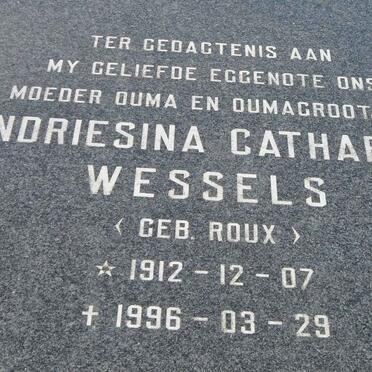 TER GEDAGTENIS AAN
MY GELIEFDE EGGENOTE ONS
MOEDER OUMA EN OUMAGROOT
NDRIESINA CATHAR
WESSELS
‹ GEB. ROUX ›
☆ 1912 - 12 - 07
✝ 1996 - 03 - 29